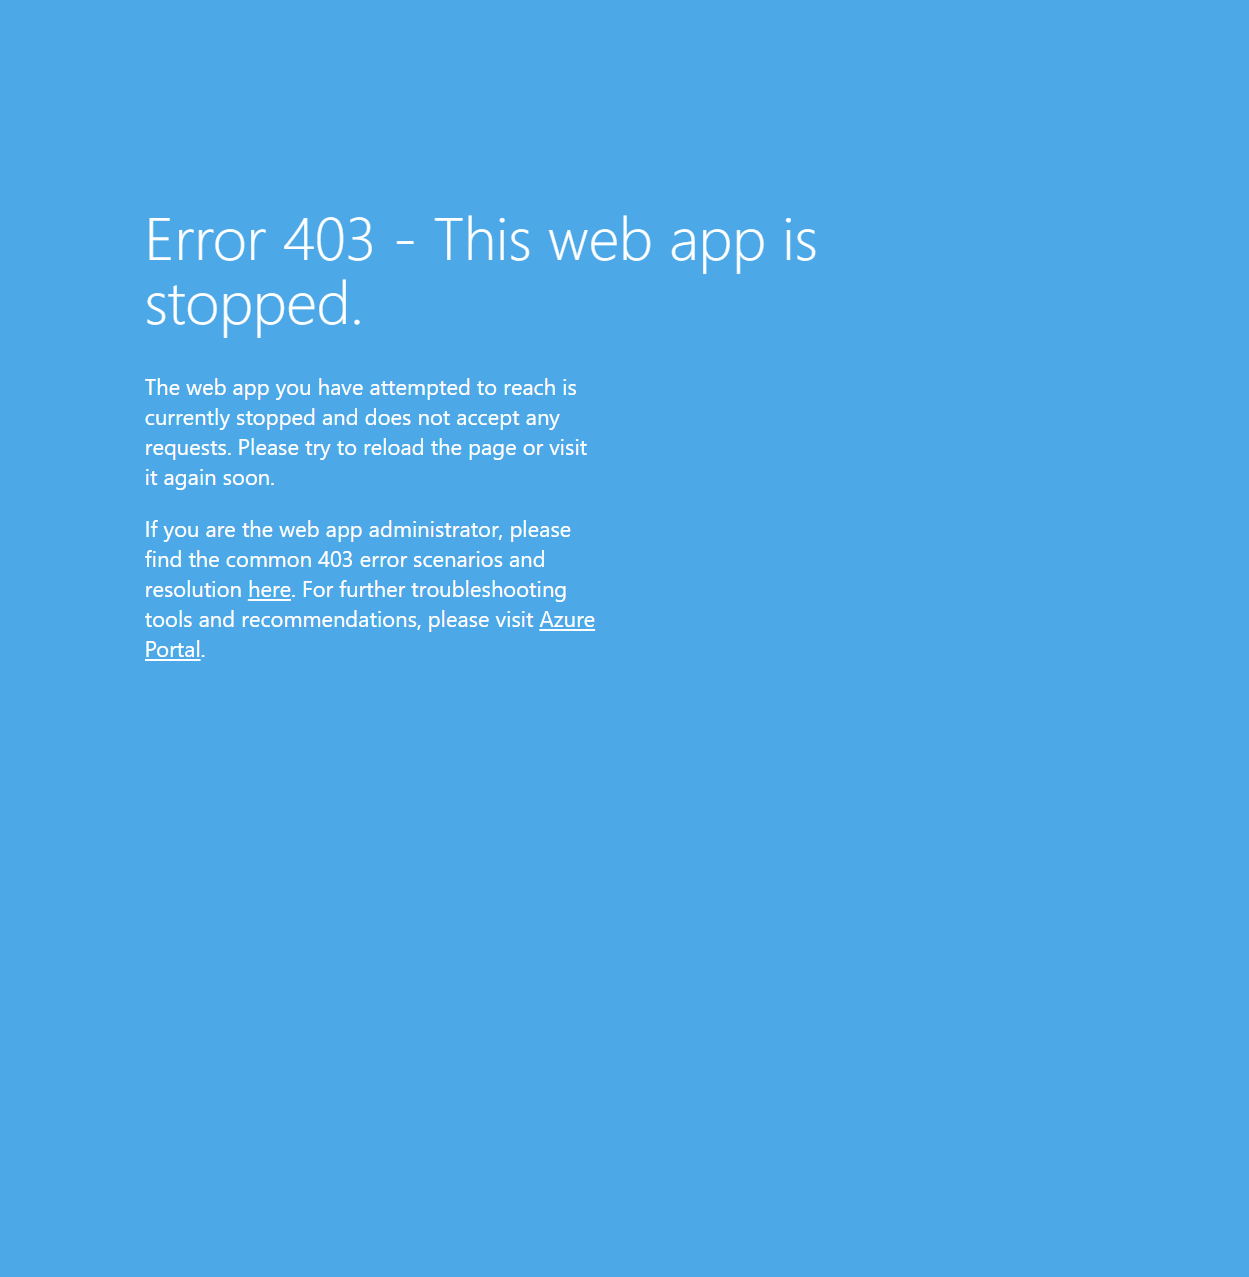 Error 403 - This web app is
stopped.
The web app you have attempted to reach is
currently stopped and does not accept any
requests. Please try to reload the page or visit
it again soon.
If you are the web app administrator, please
find the common 403 error scenarios and
resolution here. For further troubleshooting
tools and recommendations, please visit Azure
Portal.